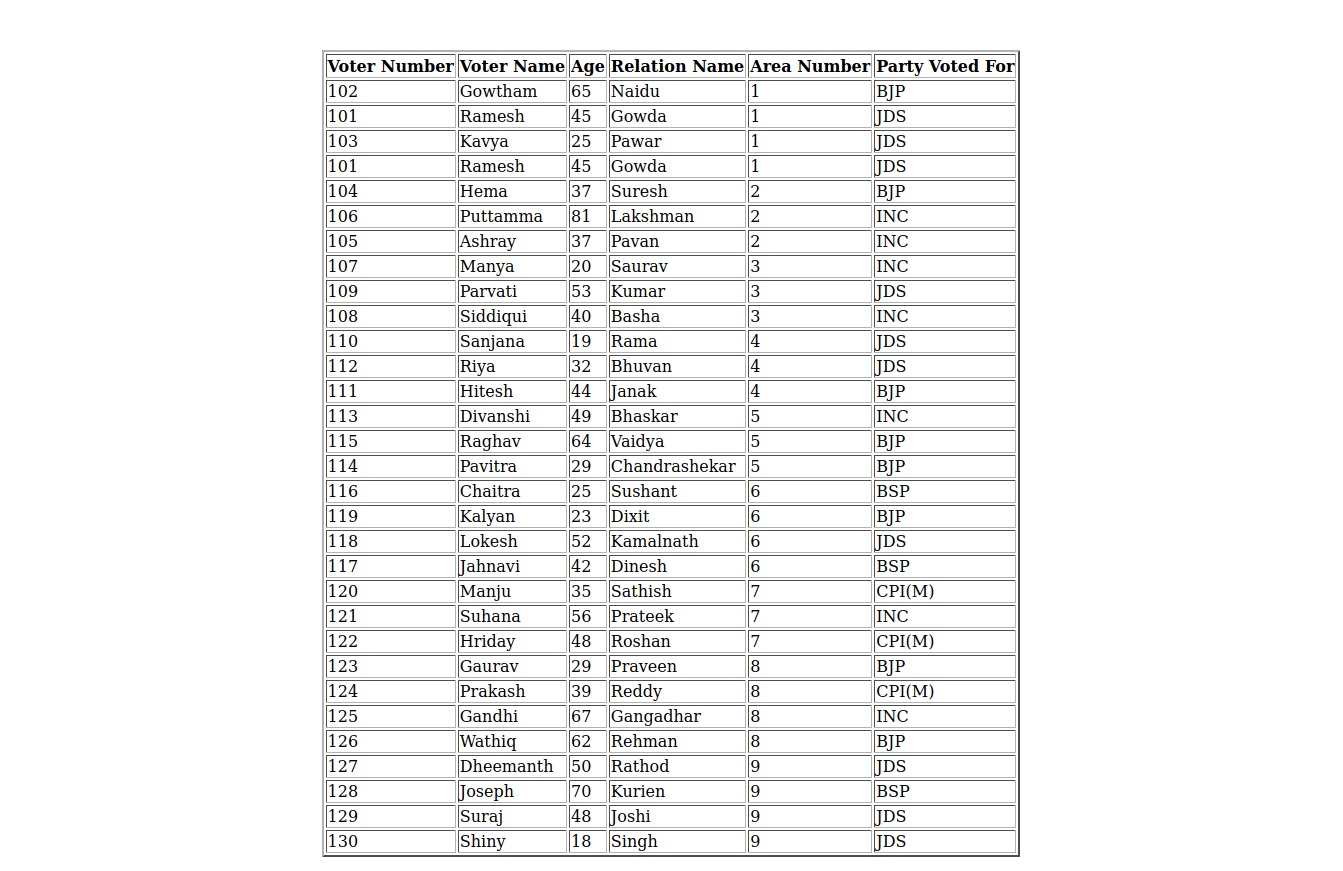 Voter Number Voter Name Age Relation Name Area Number Party Voted For
102 Gowtham 65 Naidu 1 BJP
101 Ramesh 45 Gowda 1 JDS
103 Kavya 25 Pawar 1 JDS
101 Ramesh 45 Gowda 1 JDS
104 Hema 37 Suresh 2 BJP
106 Puttamma 81 Lakshman 2 INC
105 Ashray 37 Pavan 2 INC
107 Manya 20 Saurav 3 INC
109 Parvati 53 Kumar 3 JDS
108 Siddiqui 40 Basha 3 INC
110 Sanjana 19 Rama 4 JDS
112 Riya 32 Bhuvan 4 JDS
111 Hitesh 44 Janak 4 BJP
113 Divanshi 49 Bhaskar 5 INC
115 Raghav 64 Vaidya 5 BJP
114 Pavitra 29 Chandrashekar 5 BJP
116 Chaitra 25 Sushant 6 BSP
119 Kalyan 23 Dixit 6 BJP
118 Lokesh 52 Kamalnath 6 JDS
117 Jahnavi 42 Dinesh 6 BSP
120 Manju 35 Sathish 7 CPI(M)
121 Suhana 56 Prateek 7 INC
122 Hriday 48 Roshan 7 CPI(M)
123 Gaurav 29 Praveen 8 BJP
124 Prakash 39 Reddy 8 CPI(M)
125 Gandhi 67 Gangadhar 8 INC
126 Wathiq 62 Rehman 8 BJP
127 Dheemanth 50 Rathod 9 JDS
128 Joseph 70 Kurien 9 BSP
129 Suraj 48 Joshi 9 JDS
130 Shiny 18 Singh 9 JDS